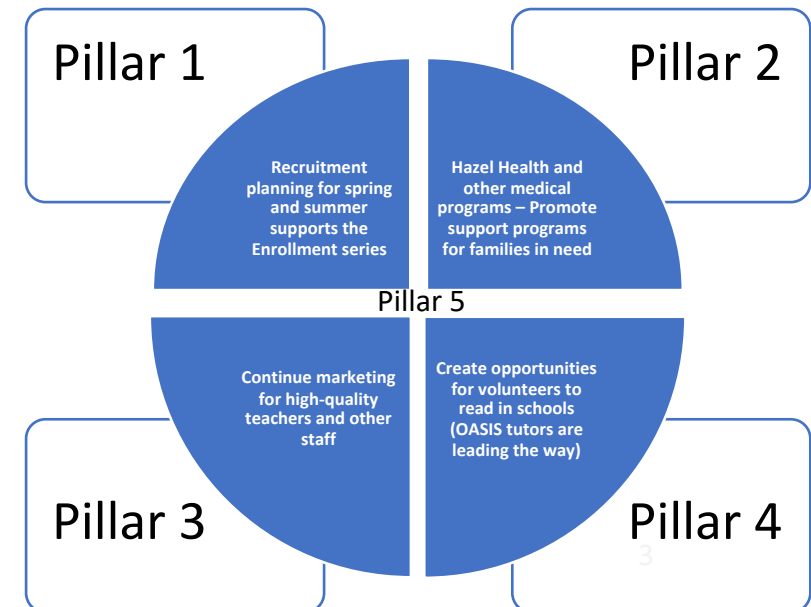 Pillar 1
Pillar 2
Recruitment
planning for spring
and summer
supports the
Enrollment series
Hazel Health and
other medical
programs – Promote
support programs
for families in need
Pillar 5
Continue marketing
for high-quality
teachers and other
staff
Create opportunities
for volunteers to
read in schools
(OASIS tutors are
leading the way)
Pillar 3
Pillar 4
3